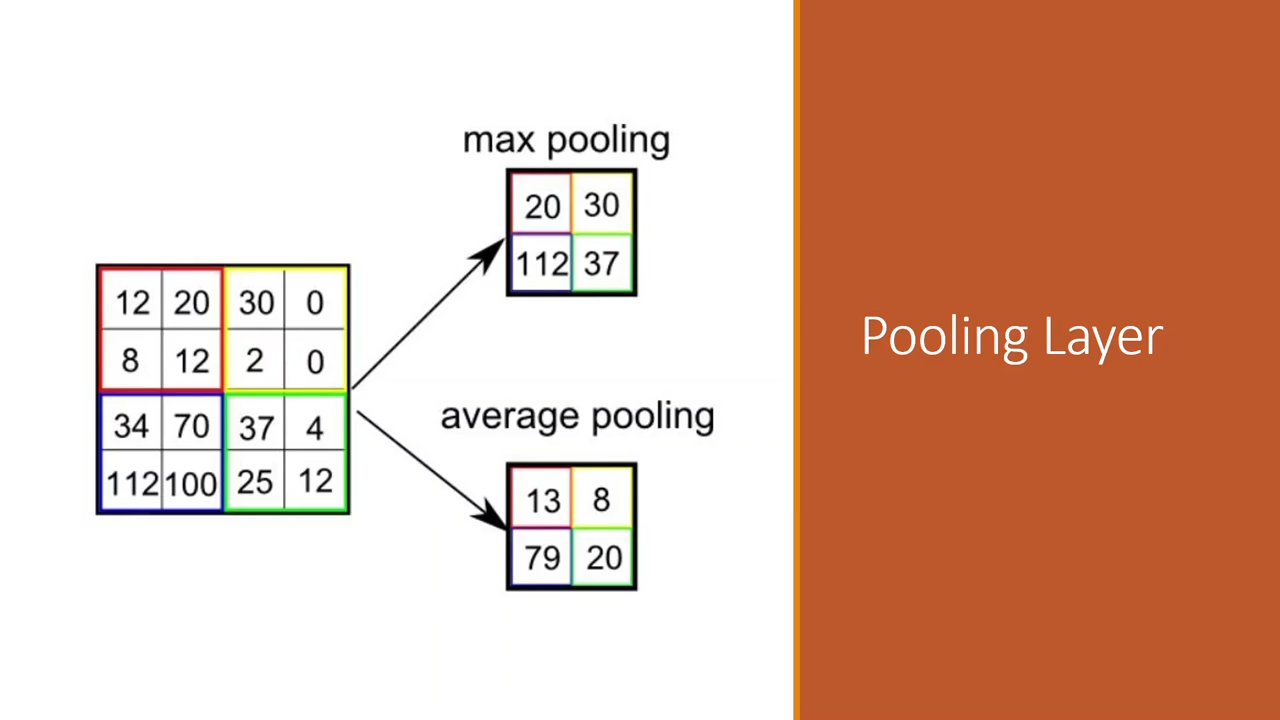 max pooling
20 30
112 37
12 20 30 0
8 12 2 0
34 70 37 4
112 100 25 12
average pooling
13 8
79 20
Pooling Layer